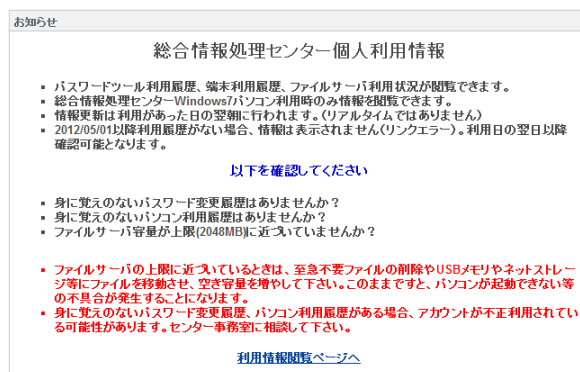 お知らせ
総合情報処理センター個人利用情報
・ パスワードツール利用履歴、端末利用履歴、ファイルサーバ利用状況が閲覧できます。
・ 総合情報処理センターWindows7パソコン利用時のみ情報を閲覧できます。
・ 情報更新は利用があった日の翌朝に行われます。(リアルタイムではありません)
・ 2012/05/01以降利用履歴がない場合、情報は表示されません(リンクエラー)。利用日の翌日以降
確認可能となります。
以下を確認してください
・ 身に覚えのないパスワード変更履歴はありませんか？
・ 身に覚えのないパソコン利用履歴はありませんか？
・ ファイルサーバ容量が上限(2048MB)に近づいていませんか？
・ ファイルサーバの上限に近づいているときは、至急不要ファイルの削除やUSBメモリやネットストレー
ジ等にファイルを移動させ、空き容量を増やして下さい。このままですと、パソコンが起動できない等
の不具合が発生することになります。
・ 身に覚えのないパスワード変更履歴、パソコン利用履歴がある場合、アカウントが不正利用されてい
る可能性があります。センター事務室に相談して下さい。
利用情報閲覧ページへ